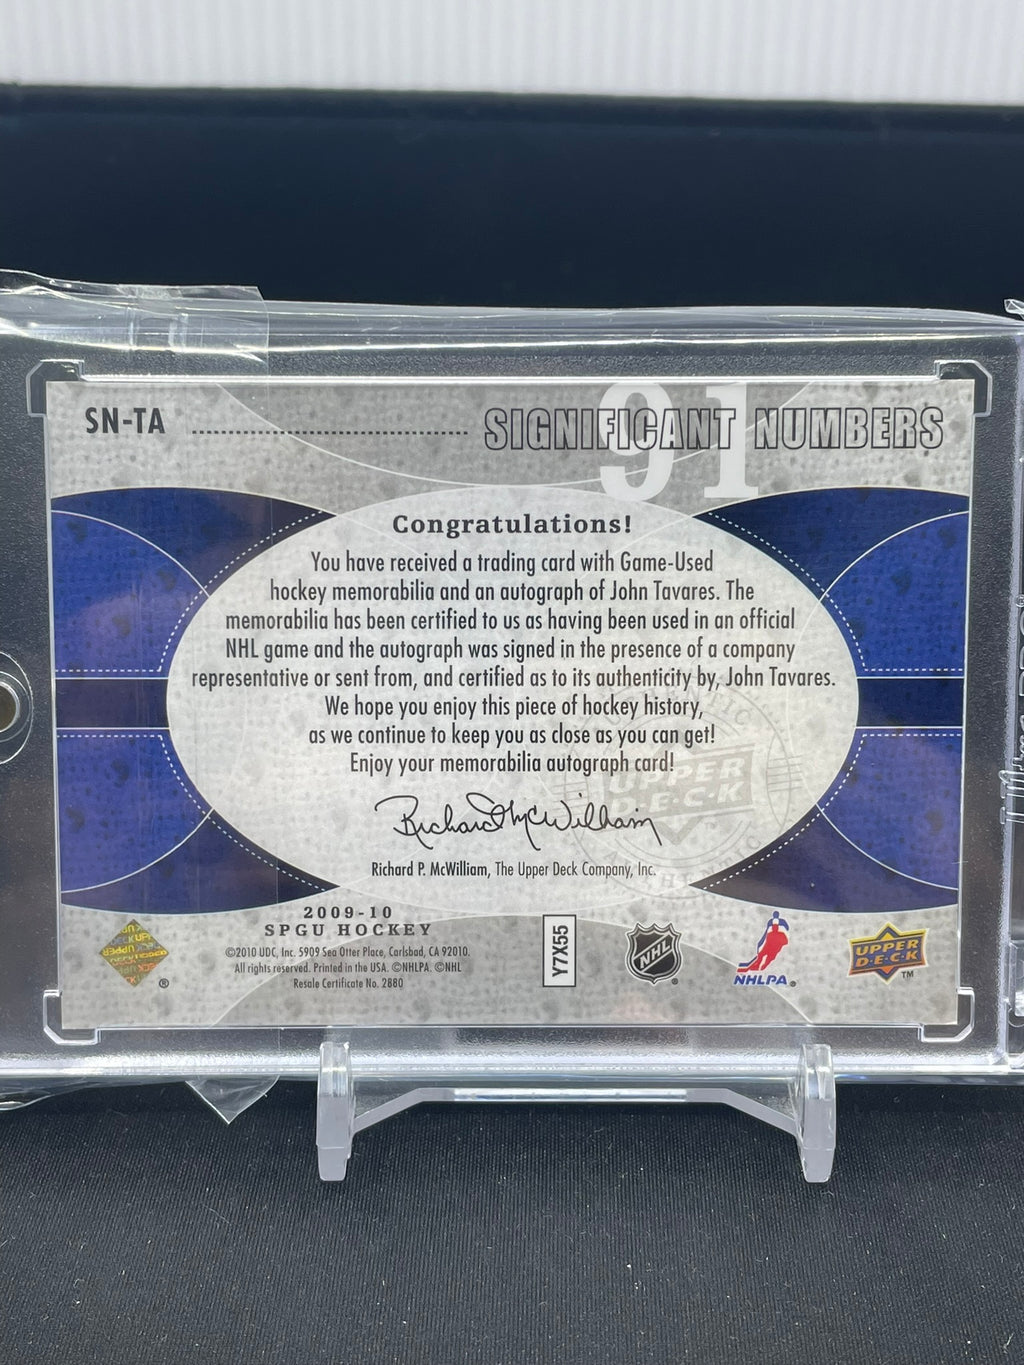 SN-TA
SIGNIFICANT NUMBERS
91
Congratulations!
You have received a trading card with Game-Used
hockey memorabilia and an autograph of John Tavares. The
memorabilia has been certified to us as having been used in an official
NHL game and the autograph was signed in the presence of a company
representative or sent from, and certified as to its authenticity by, John Tavares.
We hope you enjoy this piece of hockey history,
as we continue to keep you as close as you can get!
Enjoy your memorabilia autograph card!
UPPER
D·E·C·K
Richard McWilliam
Richard P. McWilliam, The Upper Deck Company, Inc.
2009-10
SPGU HOCKEY
©2010 UDC, Inc. 5909 Sea Otter Place, Carlsbad, CA 92010.
All rights reserved. Printed in the USA. ©NHLPA. ©NHL
Resale Certificate No. 2880
®
Y7X55
NHL®
NHLPA®
UPPER
D·E·C·K
™